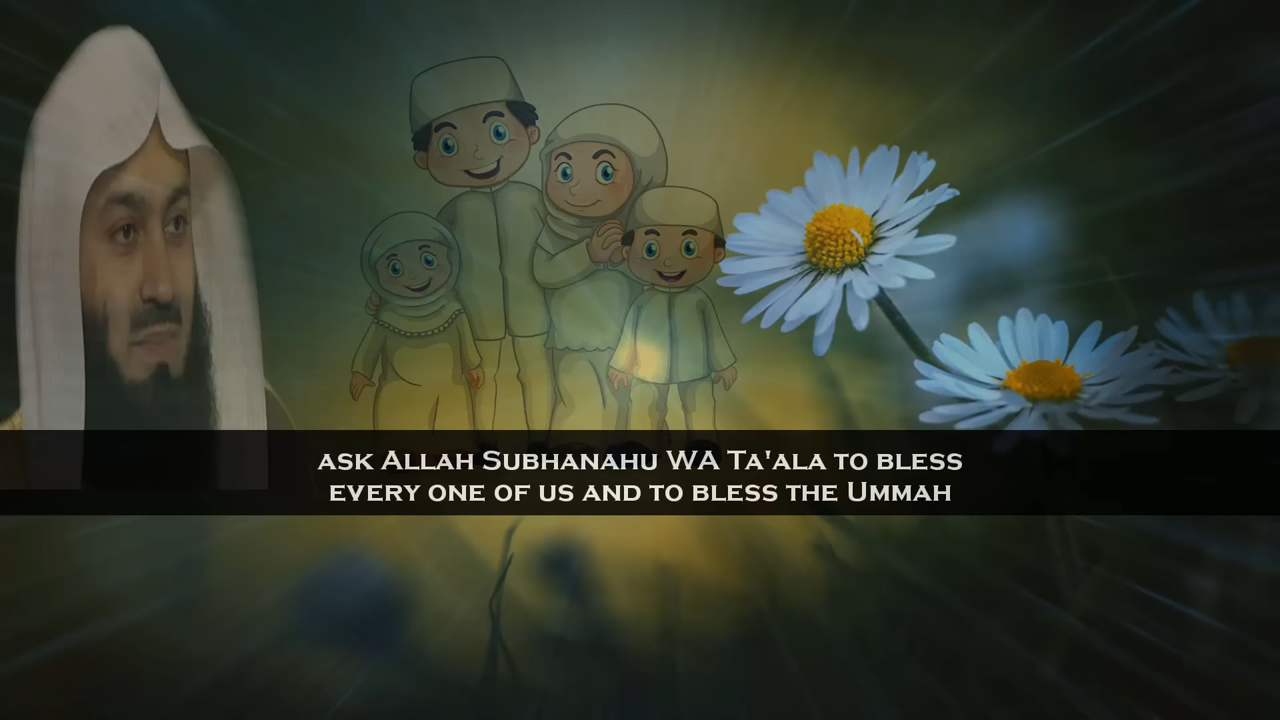 ask Allah Subhanahu WA Ta'ala to bless
every one of us and to bless the Ummah